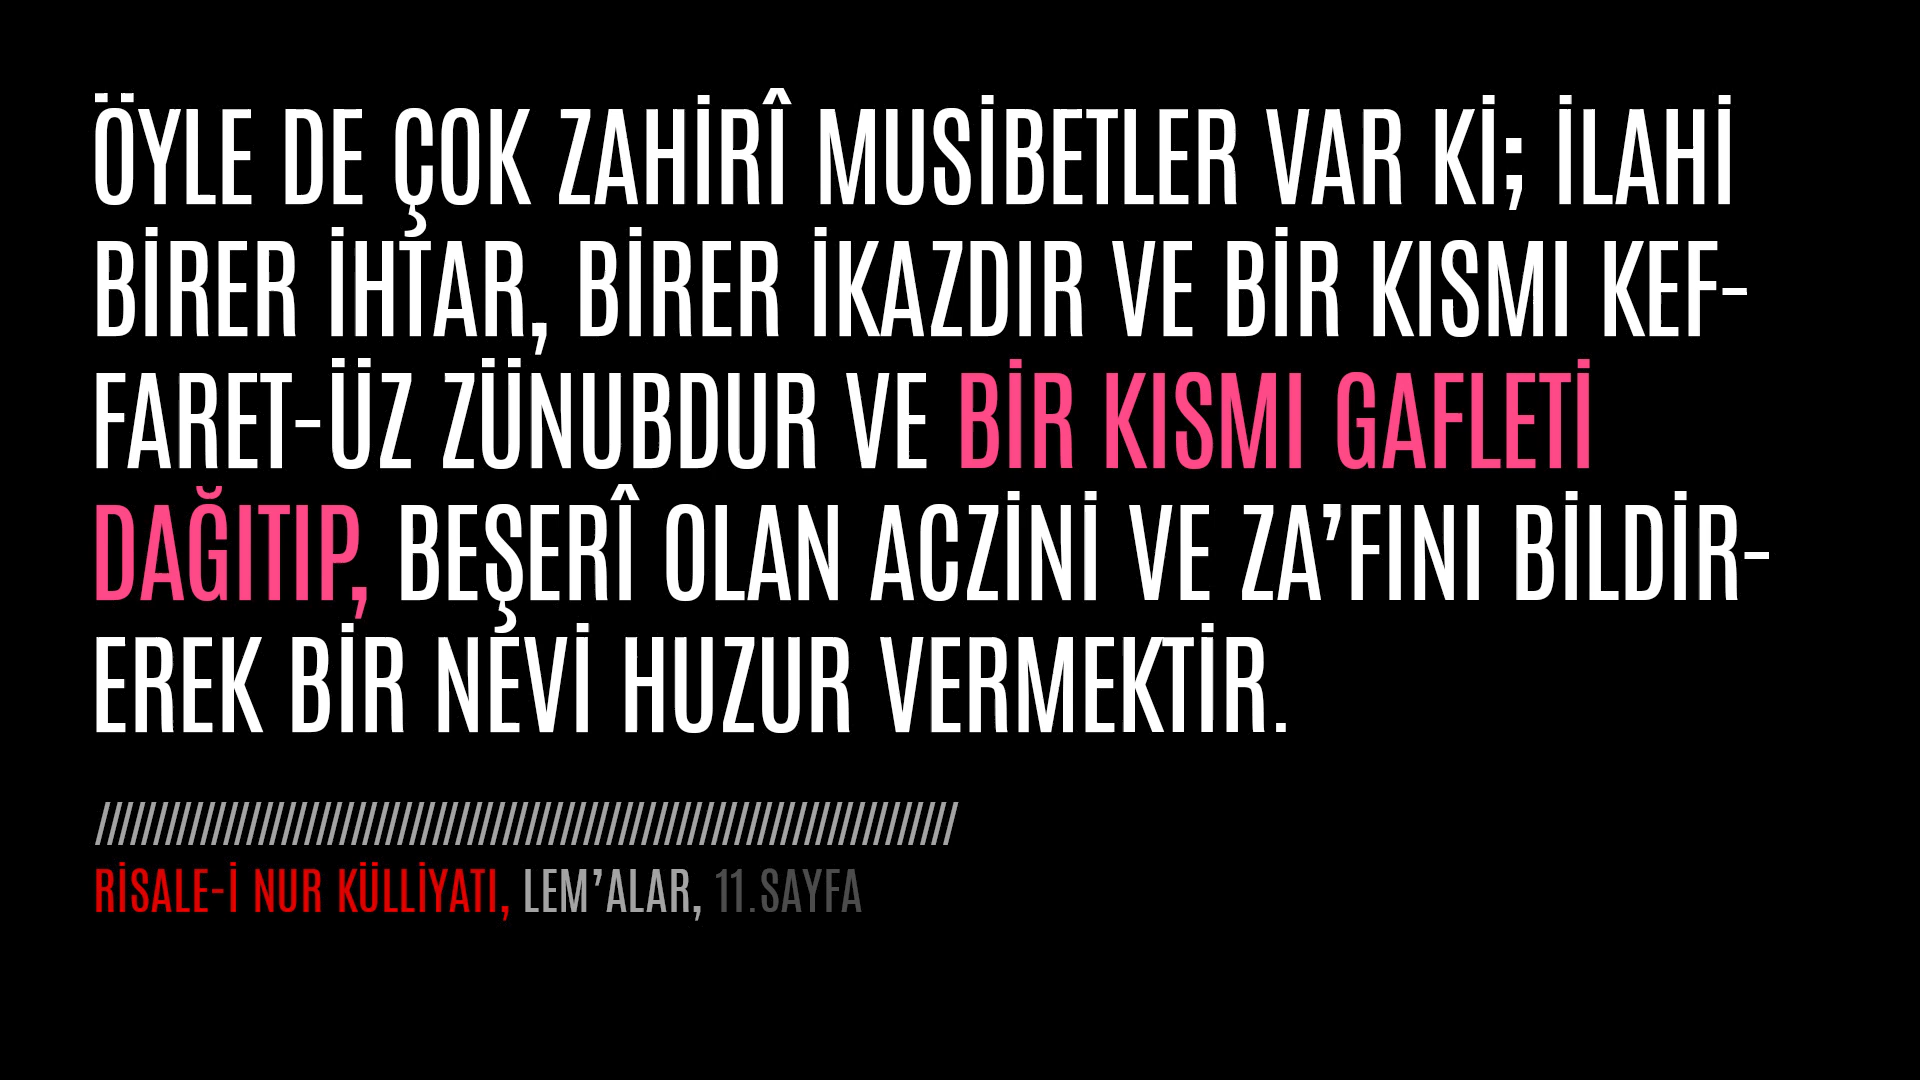 ÖYLE DE ÇOK ZAHİRÎ MUSİBETLER VAR Kİ; İLAHİ
BİRER İHTAR, BİRER İKAZDIR VE BİR KISMI KEF-
FARET-ÜZ ZÜNUBDUR VE BİR KISMI GAFLETİ
DAĞITIP, BEŞERÎ OLAN ACZİNİ VE ZA’FINI BİLDİR-
EREK BİR NEVİ HUZUR VERMEKTİR.
//////////////////////////////////////////////////////////////////////////
RİSALE-İ NUR KÜLLİYATI, LEM’ALAR, 11.SAYFA